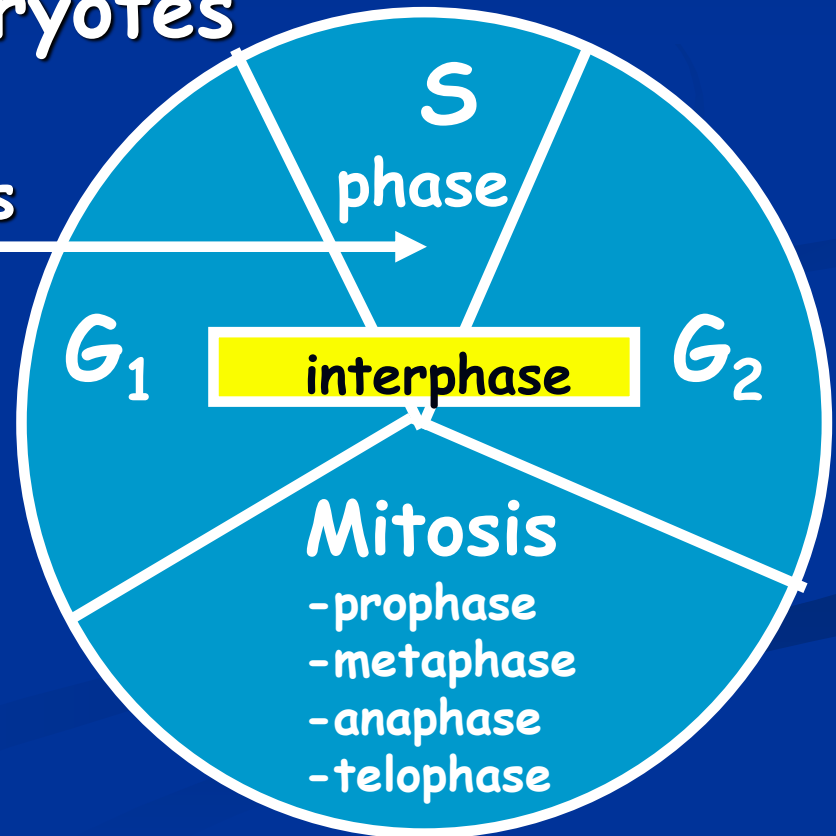 ryotes
S
phase
s
G₁
interphase
G₂
Mitosis
-prophase
-metaphase
-anaphase
-telophase